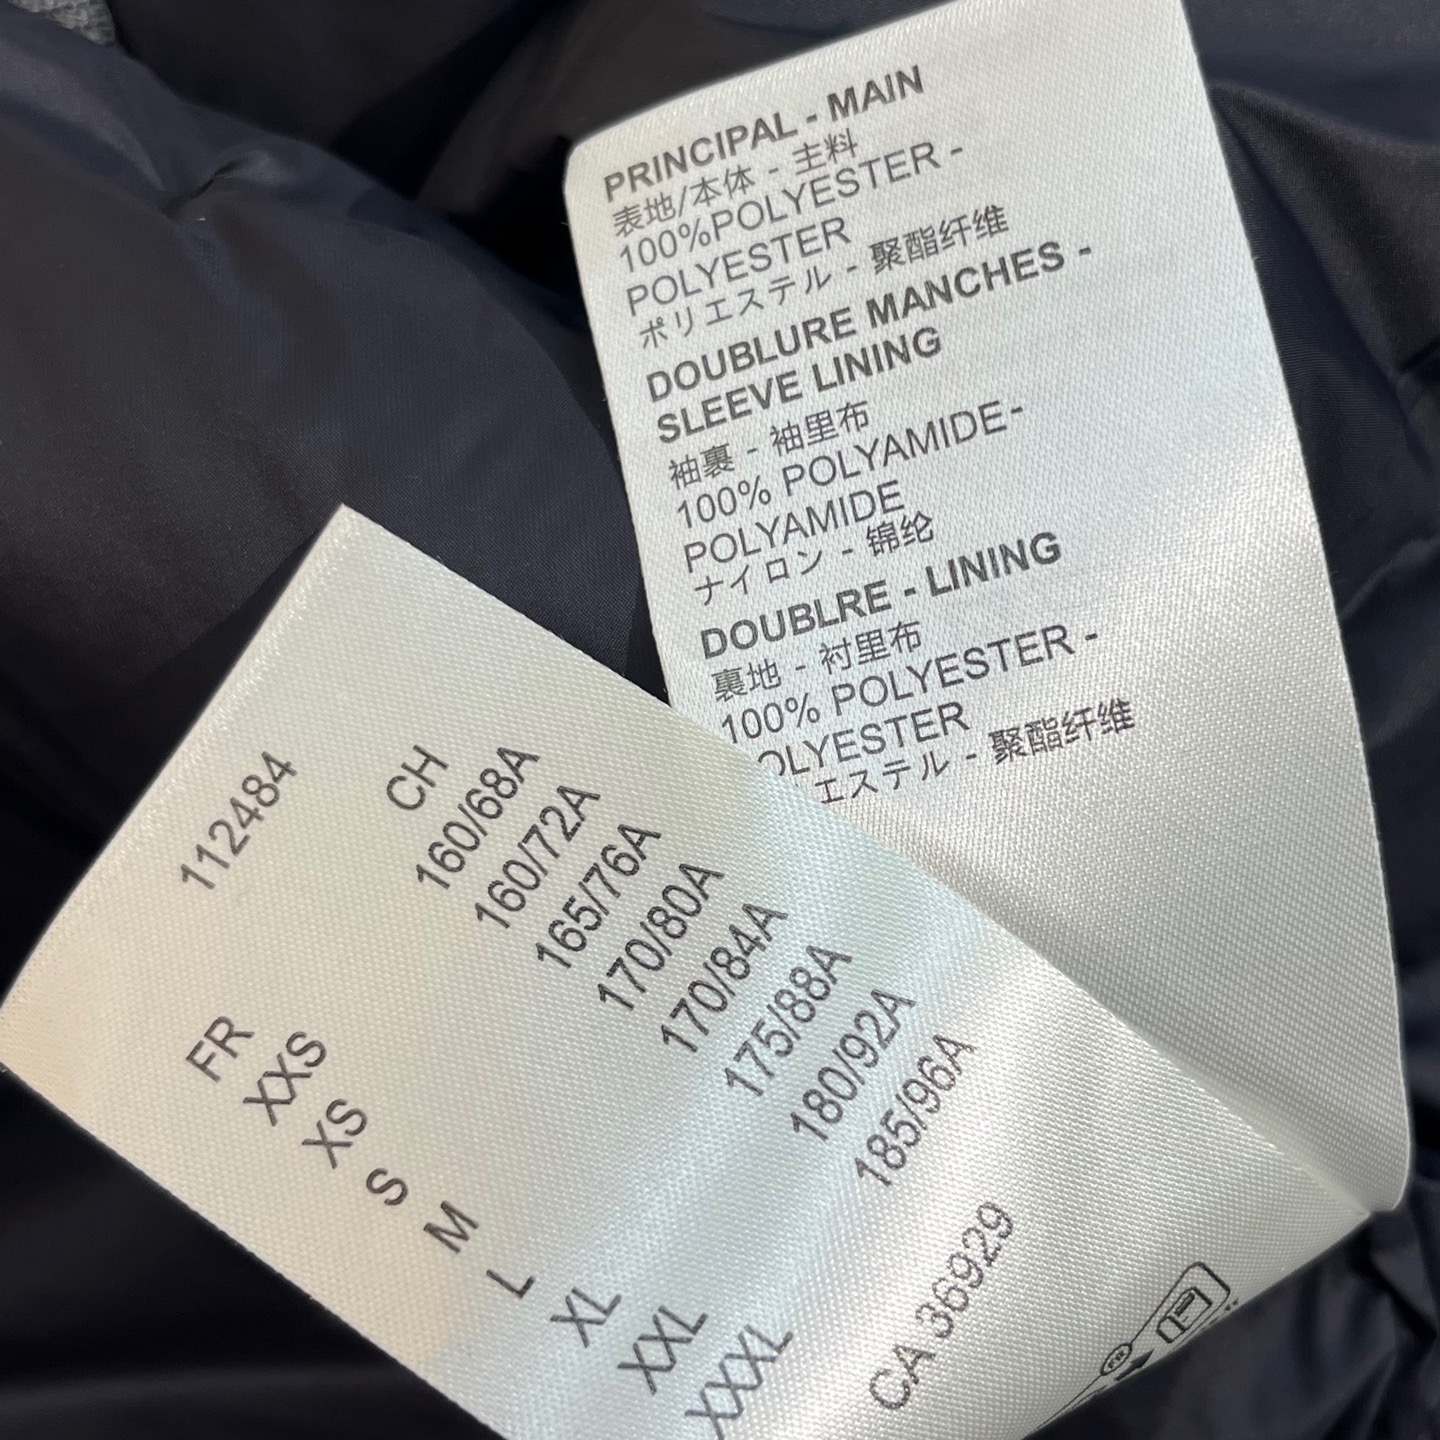 PRINCIPAL - MAIN
表地/本体 - 主料
100%POLYESTER -
POLYESTER
ポリエステル - 聚酯纤维
DOUBLURE MANCHES -
SLEEVE LINING
袖裏 - 袖里布
100% POLYAMIDE-
POLYAMIDE
ナイロン - 锦纶
DOUBLRE - LINING
裏地 - 衬里布
100% POLYESTER -
OLYESTER
エステル - 聚酯纤维
112484
FR CH
XXS 160/68A
XS 160/72A
S 165/76A
M 170/80A
L 170/84A
XL 175/88A
XXL 180/92A
XXXL 185/96A
CA 36929
FR